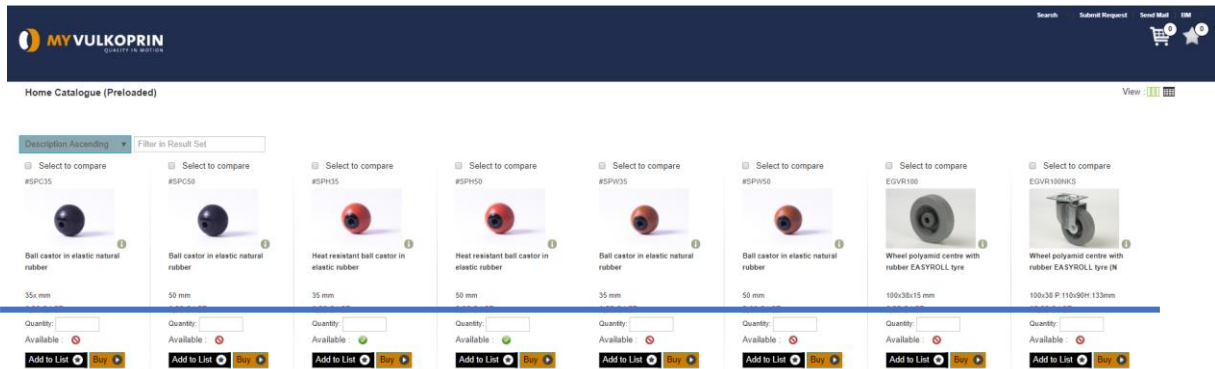 Search Submit Request Send Mail IIM
MY VULKOPRIN
QUALITY IN MOTION
0 0
Home Catalogue (Preloaded)
View :
Description Ascending
Filter in Result Set
Select to compare Select to compare Select to compare Select to compare Select to compare Select to compare Select to compare Select to compare
#SPC35 #SPC50 #SPH35 #SPH50 #SPW35 #SPW50 EGVR100 EGVR100NKS
Ball castor in elastic natural Ball castor in elastic natural Heat resistant ball castor in Heat resistant ball castor in Ball castor in elastic natural Ball castor in elastic natural Wheel polyamid centre with Wheel polyamid centre with
rubber rubber elastic rubber elastic rubber rubber rubber rubber EASYROLL tyre rubber EASYROLL tyre (N
35x mm 50 mm 35 mm 50 mm 35 mm 50 mm 100x38x15 mm 100x38 P:110x90H:133mm
Quantity: Quantity: Quantity: Quantity: Quantity: Quantity: Quantity: Quantity:
Available : Available : Available : Available : Available : Available : Available : Available :
Add to List Buy Add to List Buy Add to List Buy Add to List Buy Add to List Buy Add to List Buy Add to List Buy Add to List Buy